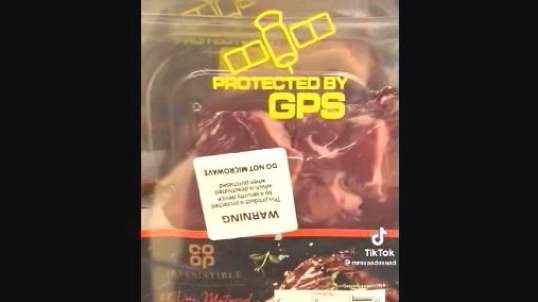 PROTECTED BY
GPS
WARNING
This product is protected
by a security device
which is deactivated
when purchased
DO NOT MICROWAVE
CO
OP
IRRESISTIBLE
TikTok